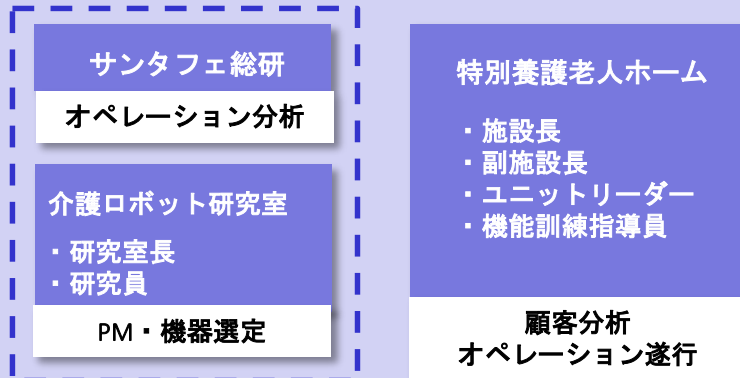 サンタフェ総研
オペレーション分析
介護ロボット研究室
・研究室長
・研究員
PM・機器選定
特別養護老人ホーム
・施設長
・副施設長
・ユニットリーダー
・機能訓練指導員
顧客分析
オペレーション遂行